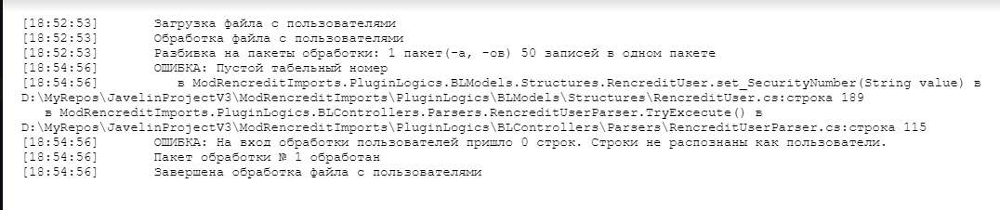 [18:52:53] Загрузка файла с пользователями
[18:52:53] Обработка файла с пользователями
[18:52:53] Разбивка на пакеты обработки: 1 пакет(-а, -ов) 50 записей в одном пакете
[18:54:56] ОШИБКА: Пустой табельный номер
[18:54:56] в ModRencreditImports.PluginLogics.BLModels.Structures.RencreditUser.set_SecurityNumber(String value) в
D:\MyRepos\JavelinProjectV3\ModRencreditImports\PluginLogics\BLModels\Structures\RencreditUser.cs:строка 189
в ModRencreditImports.PluginLogics.BLControllers.Parsers.RencreditUserParser.TryExcecute() в
D:\MyRepos\JavelinProjectV3\ModRencreditImports\PluginLogics\BLControllers\Parsers\RencreditUserParser.cs:строка 115
[18:54:56] ОШИБКА: На вход обработки пользователей пришло 0 строк. Строки не распознаны как пользователи.
[18:54:56] Пакет обработки № 1 обработан
[18:54:56] Завершена обработка файла с пользователями